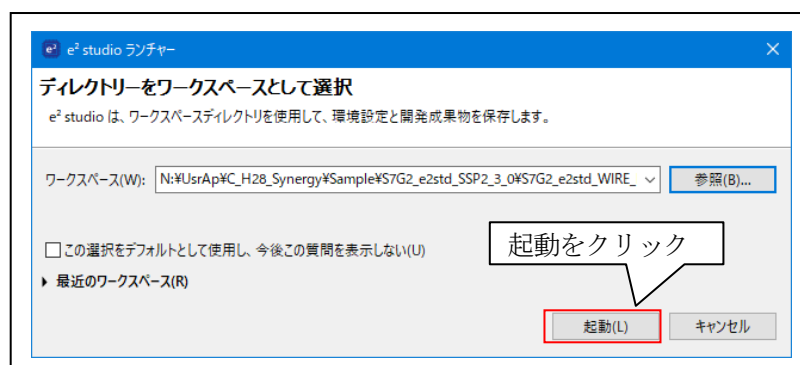 e² studio ランチャー
ディレクトリーをワークスペースとして選択
e² studio は、ワークスペースディレクトリを使用して、環境設定と開発成果物を保存します。
ワークスペース(W): N:¥UsrAp¥C_H28_Synergy¥Sample¥S7G2_e2std_SSP2_3_0¥S7G2_e2std_WIRE_ 参照(B)...
起動をクリック
この選択をデフォルトとして使用し、今後この質問を表示しない(U)
最近のワークスペース(R)
起動(L) キャンセル